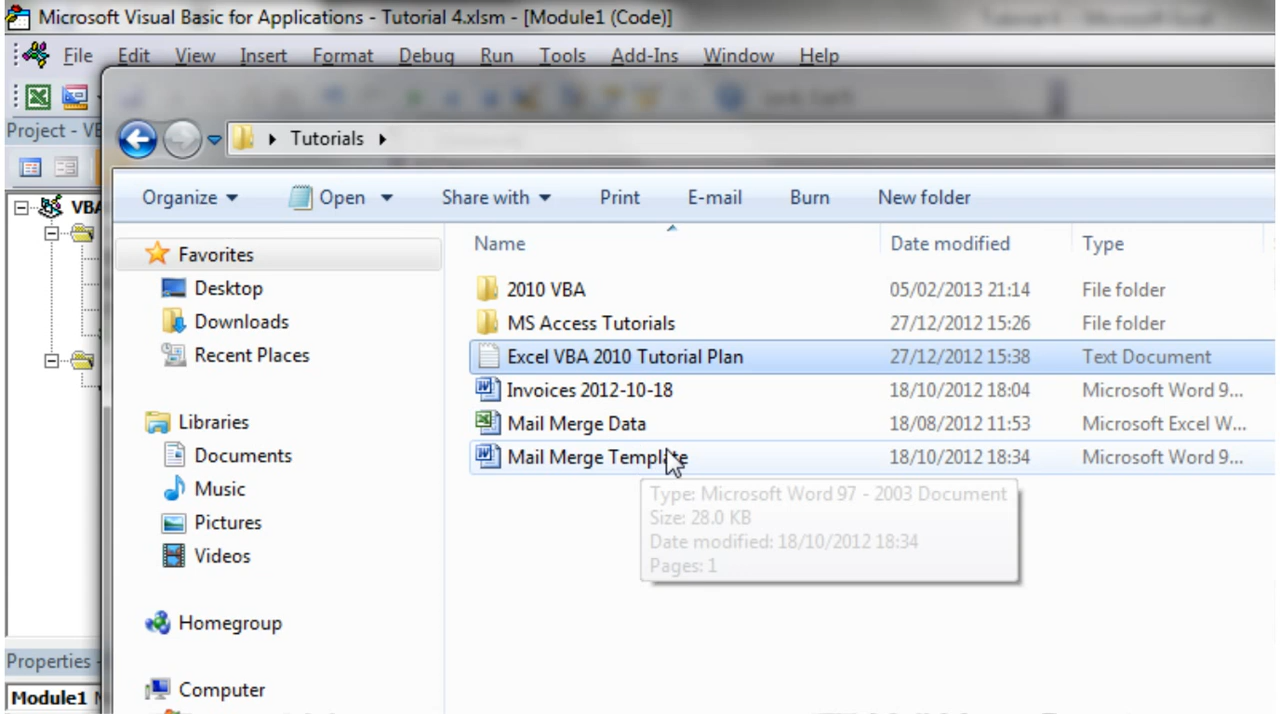 Microsoft Visual Basic for Applications - Tutorial 4.xlsm - [Module1 (Code)]
File Edit View Insert Format Debug Run Tools Add-Ins Window Help
Project - VB
Tutorials
Organize Open Share with Print E-mail Burn New folder
VBA
Favorites
Desktop
Downloads
Recent Places
Libraries
Documents
Music
Pictures
Videos
Homegroup
Computer
Name Date modified Type
2010 VBA 05/02/2013 21:14 File folder
MS Access Tutorials 27/12/2012 15:26 File folder
Excel VBA 2010 Tutorial Plan 27/12/2012 15:38 Text Document
Invoices 2012-10-18 18/10/2012 18:04 Microsoft Word 9...
Mail Merge Data 18/08/2012 11:53 Microsoft Excel W...
Mail Merge Template 18/10/2012 18:34 Microsoft Word 9...
Type: Microsoft Word 97 - 2003 Document
Size: 28.0 KB
Date modified: 18/10/2012 18:34
Pages: 1
Properties -
Module1